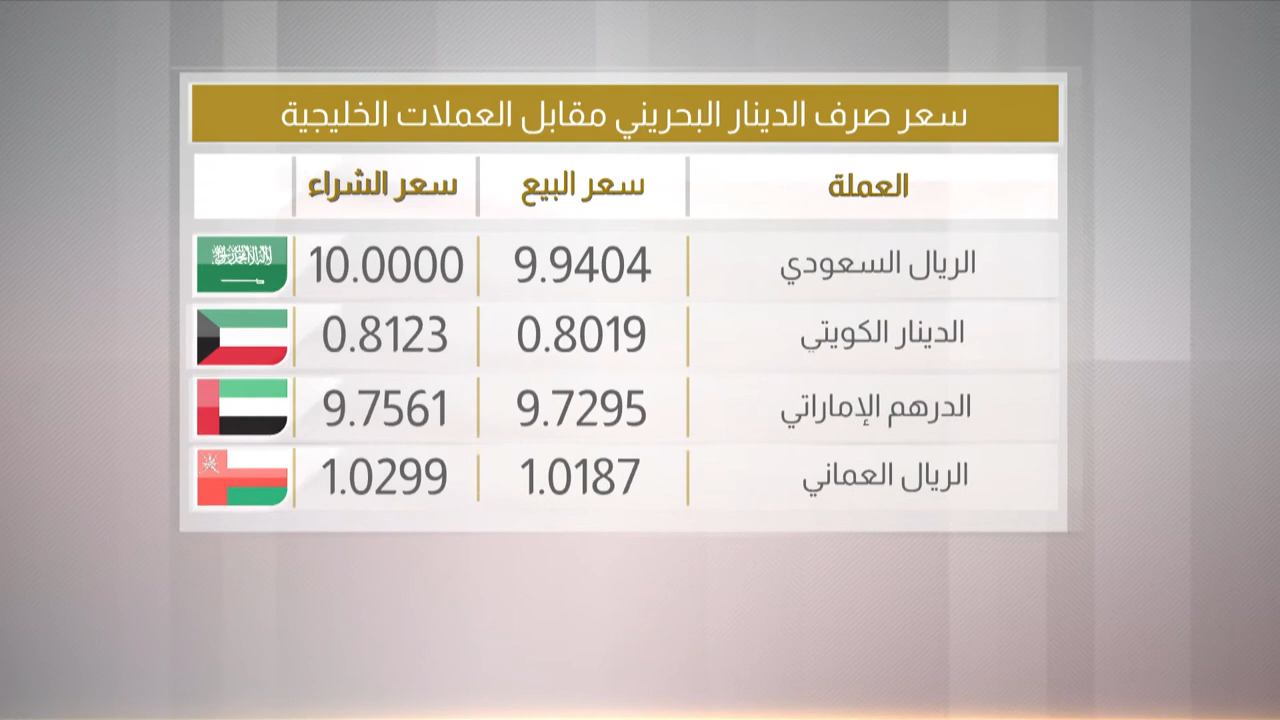 سعر صرف الدينار البحريني مقابل العملات الخليجية
العملة سعر البيع سعر الشراء
الريال السعودي 9.9404 10.0000
الدينار الكويتي 0.8019 0.8123
الدرهم الإماراتي 9.7295 9.7561
الريال العماني 1.0187 1.0299